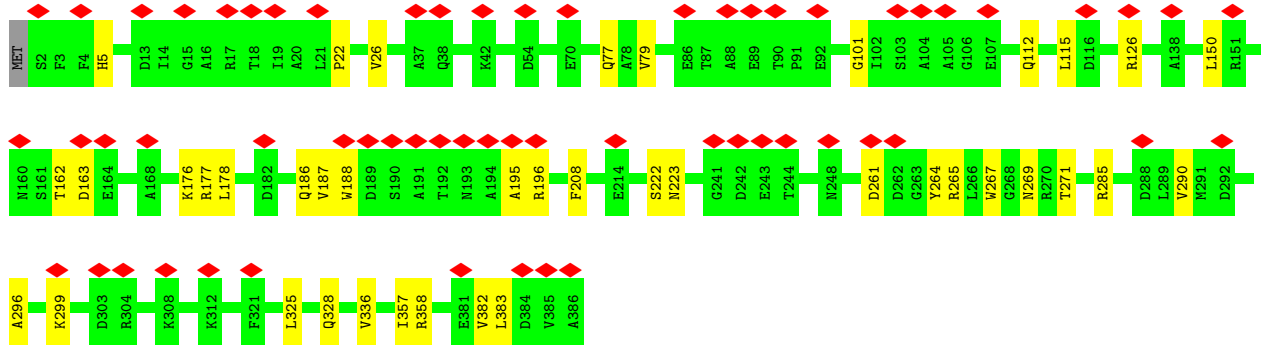 MET S2 F3 F4 H5 D13 I14 G15 A16 R17 T18 I19 A20 L21 P22 V26 A37 Q38 K42 D54 E70 Q77 A78 V79 E86 T87 A88 E89 T90 P91 E92 G101 I102 S103 A104 A105 G106 E107 Q112 L115 D116 R126 A138 L150 R151
N160 S161 T162 D163 E164 A168 K176 R177 L178 D182 Q186 V187 W188 D189 S190 A191 T192 N193 A194 A195 R196 F208 E214 S222 N223 G241 D242 E243 T244 N248 D261 D262 G263 Y264 R265 L266 W267 G268 N269 R270 T271 R285 D288 L289 V290 M291 D292
A296 K299 D303 R304 K308 K312 F321 L325 Q328 V336 I357 R358 E381 V382 L383 D384 V385 A386